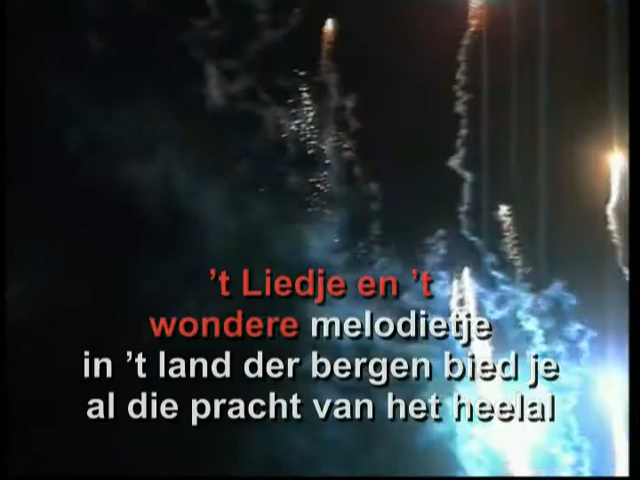 ’t Liedje en ’t
wondere melodietje
in ’t land der bergen bied je
al die pracht van het heelal